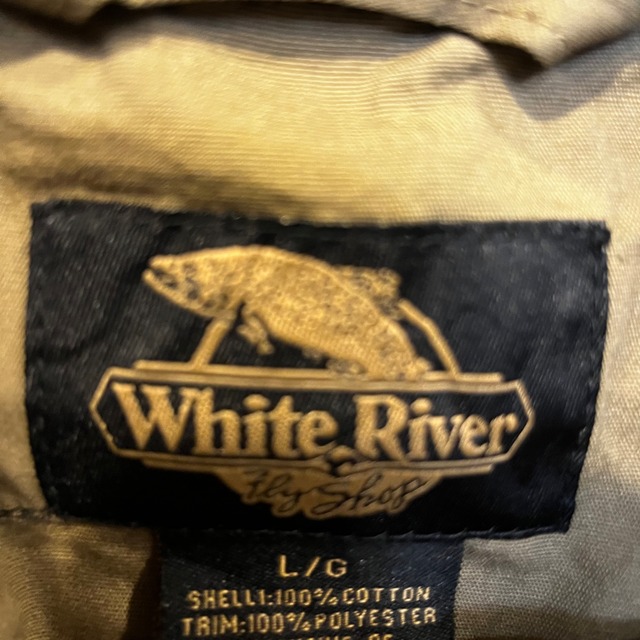 White River
Fly Shop
L/G
SHELL1:100%COTTON
TRIM:100%POLYESTER